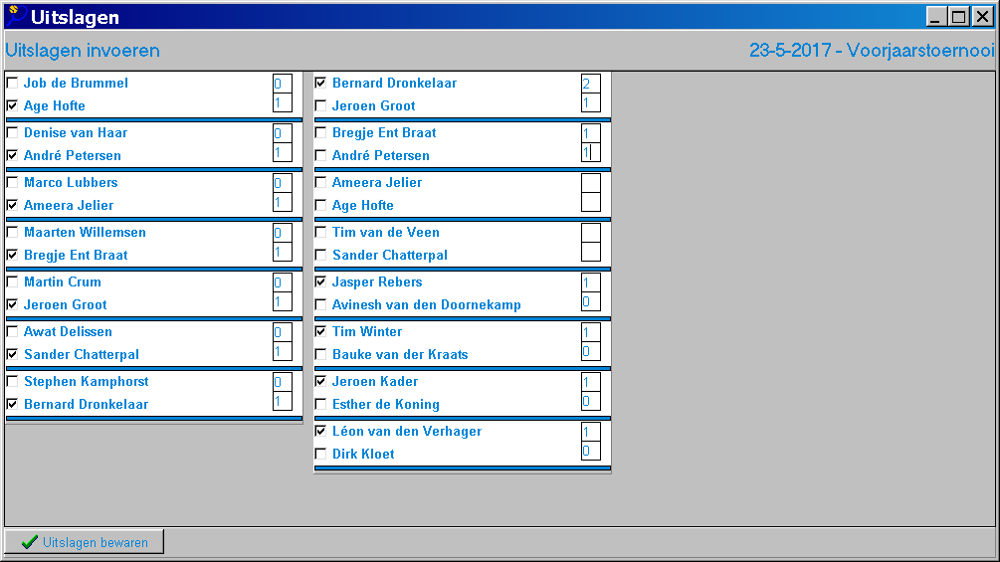 Uitslagen
Uitslagen invoeren
23-5-2017 - Voorjaarstoernooi
Job de Brummel 0
Age Hofte 1
Denise van Haar 0
André Petersen 1
Marco Lubbers 0
Ameera Jelier 1
Maarten Willemsen 0
Bregje Ent Braat 1
Martin Crum 0
Jeroen Groot 1
Awat Delissen 0
Sander Chatterpal 1
Stephen Kamphorst 0
Bernard Dronkelaar 1
Bernard Dronkelaar 2
Jeroen Groot 1
Bregje Ent Braat 1
André Petersen 1
Ameera Jelier
Age Hofte
Tim van de Veen
Sander Chatterpal
Jasper Rebers 1
Avinesh van den Doornekamp 0
Tim Winter 1
Bauke van der Kraats 0
Jeroen Kader 1
Esther de Koning 0
Léon van den Verhager 1
Dirk Kloet 0
Uitslagen bewaren